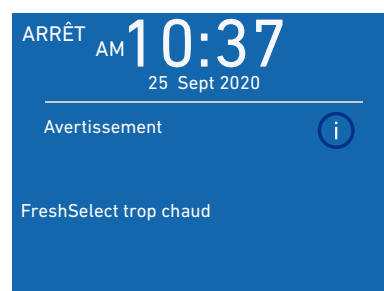 ARRÊT AM 10:37
25 Sept 2020
Avertissement i
FreshSelect trop chaud